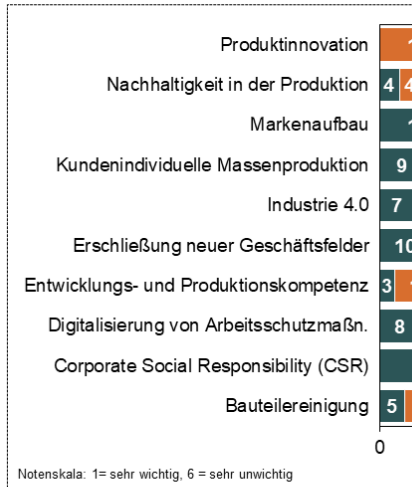 Produktinnovation
Nachhaltigkeit in der Produktion 4 4
Markenaufbau
Kundenindividuelle Massenproduktion 9
Industrie 4.0 7
Erschließung neuer Geschäftsfelder 10
Entwicklungs- und Produktionskompetenz 3
Digitalisierung von Arbeitsschutzmaßn. 8
Corporate Social Responsibility (CSR)
Bauteilereinigung 5
0
Notenskala: 1= sehr wichtig, 6 = sehr unwichtig